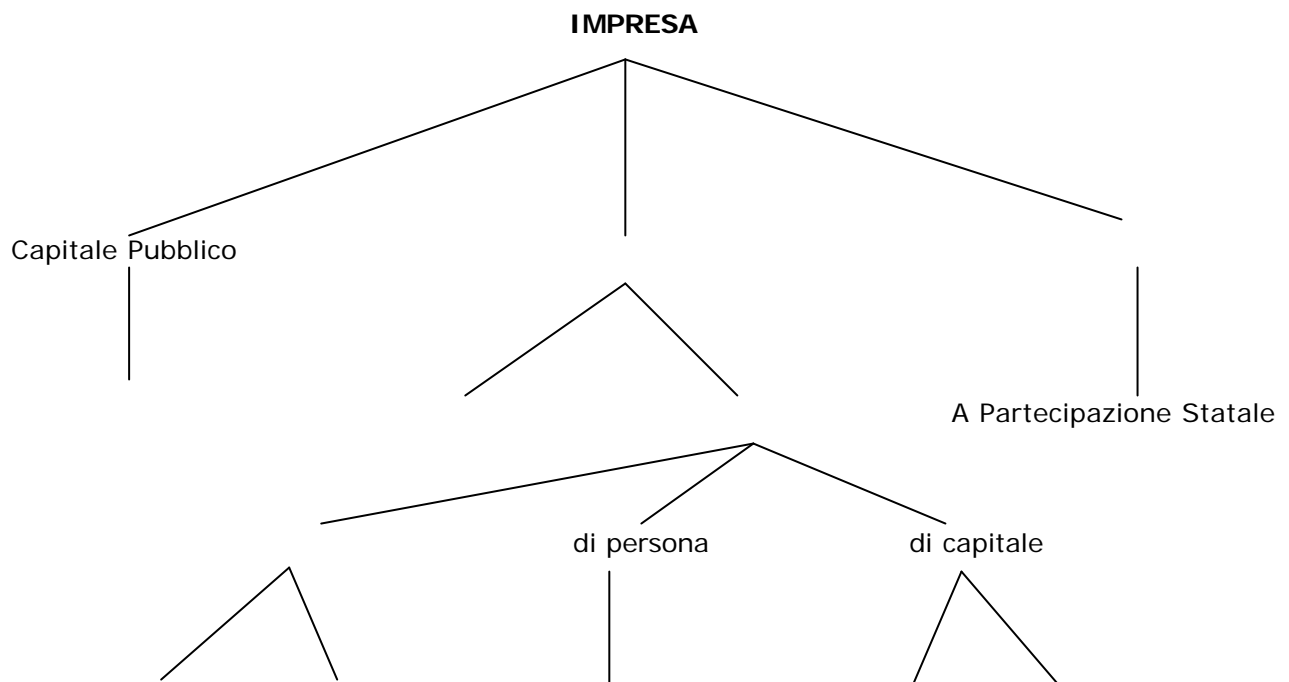 IMPRESA
Capitale Pubblico
A Partecipazione Statale
di persona
di capitale